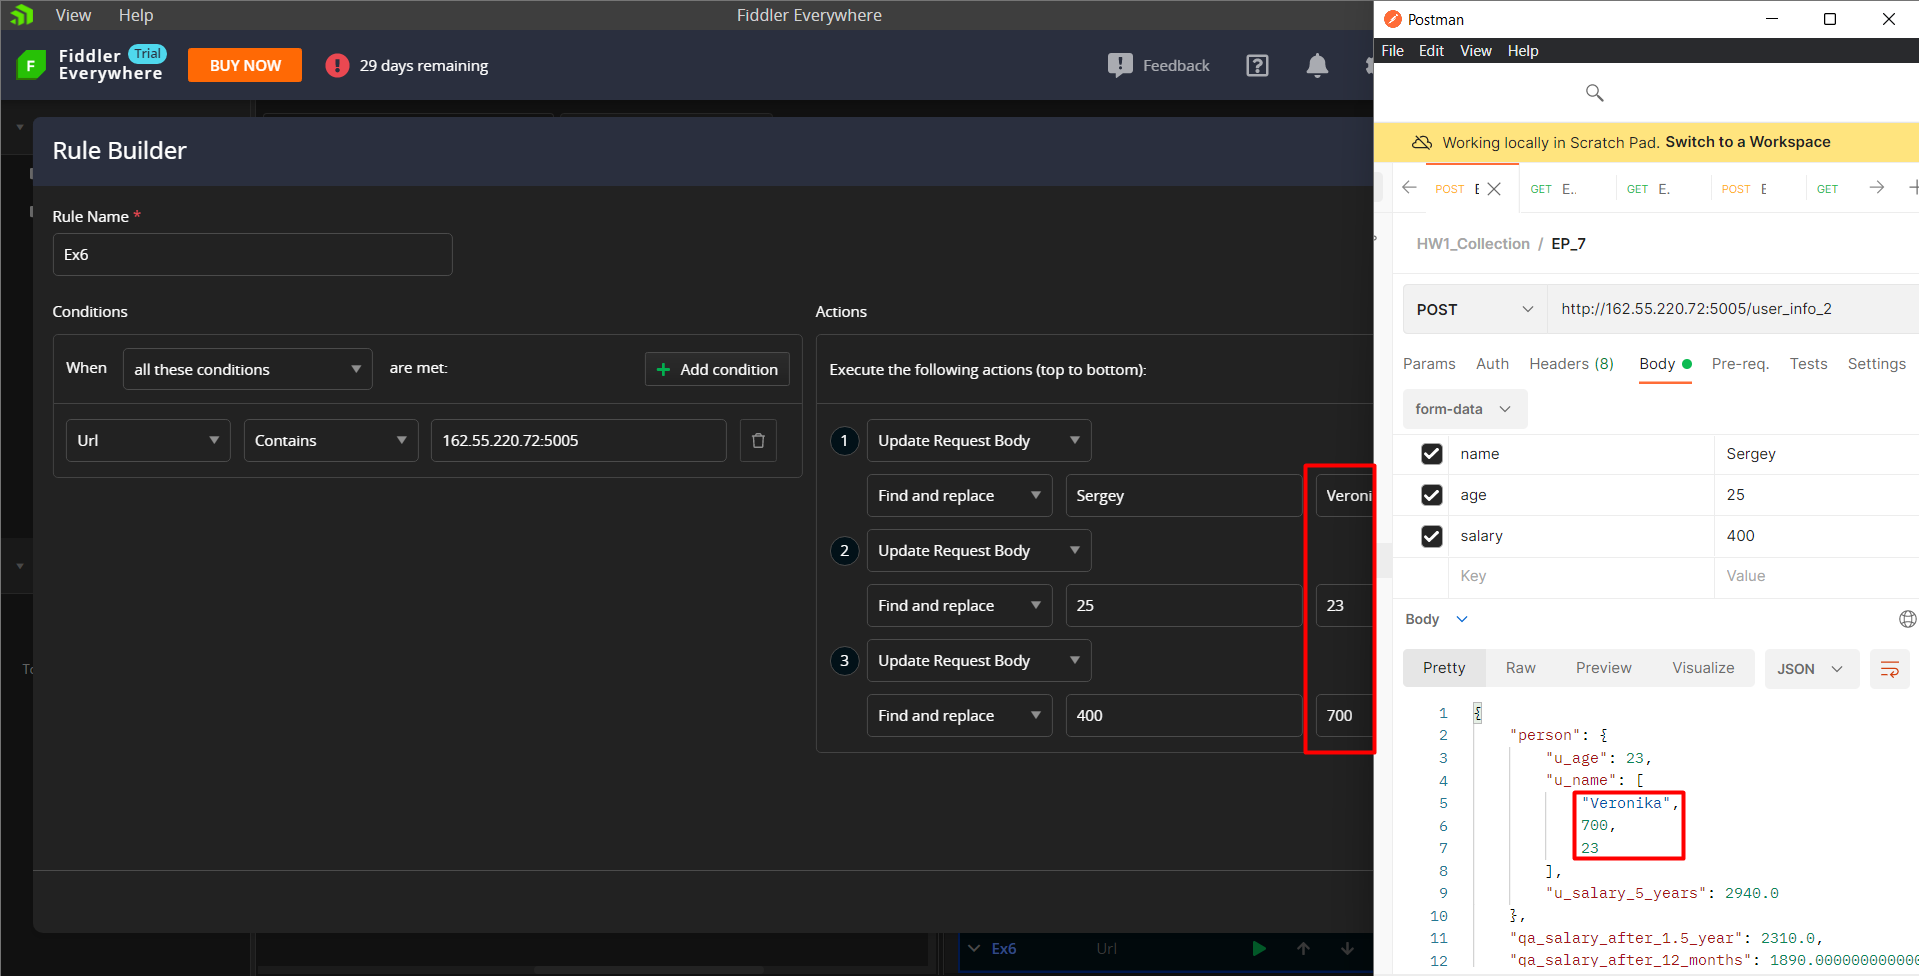 View Help
Fiddler Everywhere
Fiddler Everywhere
Trial
BUY NOW
29 days remaining
Feedback
Rule Builder
Rule Name *
Ex6
Conditions
When all these conditions are met:
Add condition
Url Contains 162.55.220.72:5005
Actions
Execute the following actions (top to bottom):
1 Update Request Body
Find and replace Sergey Veroni
2 Update Request Body
Find and replace 25 23
3 Update Request Body
Find and replace 400 700
Ex6 Url
Postman
File Edit View Help
Working locally in Scratch Pad. Switch to a Workspace
POST E GET E.. GET E. POST E GET
HW1_Collection / EP_7
POST http://162.55.220.72:5005/user_info_2
Params Auth Headers (8) Body Pre-req. Tests Settings
form-data
name Sergey
age 25
salary 400
Key Value
Body
Pretty Raw Preview Visualize JSON
1 {
2 "person": {
3 "u_age": 23,
4 "u_name": [
5 "Veronika",
6 700,
7 23
8 ],
9 "u_salary_5_years": 2940.0
10 },
11 "qa_salary_after_1.5_year": 2310.0,
12 "qa_salary_after_12_months": 1890.000000000000